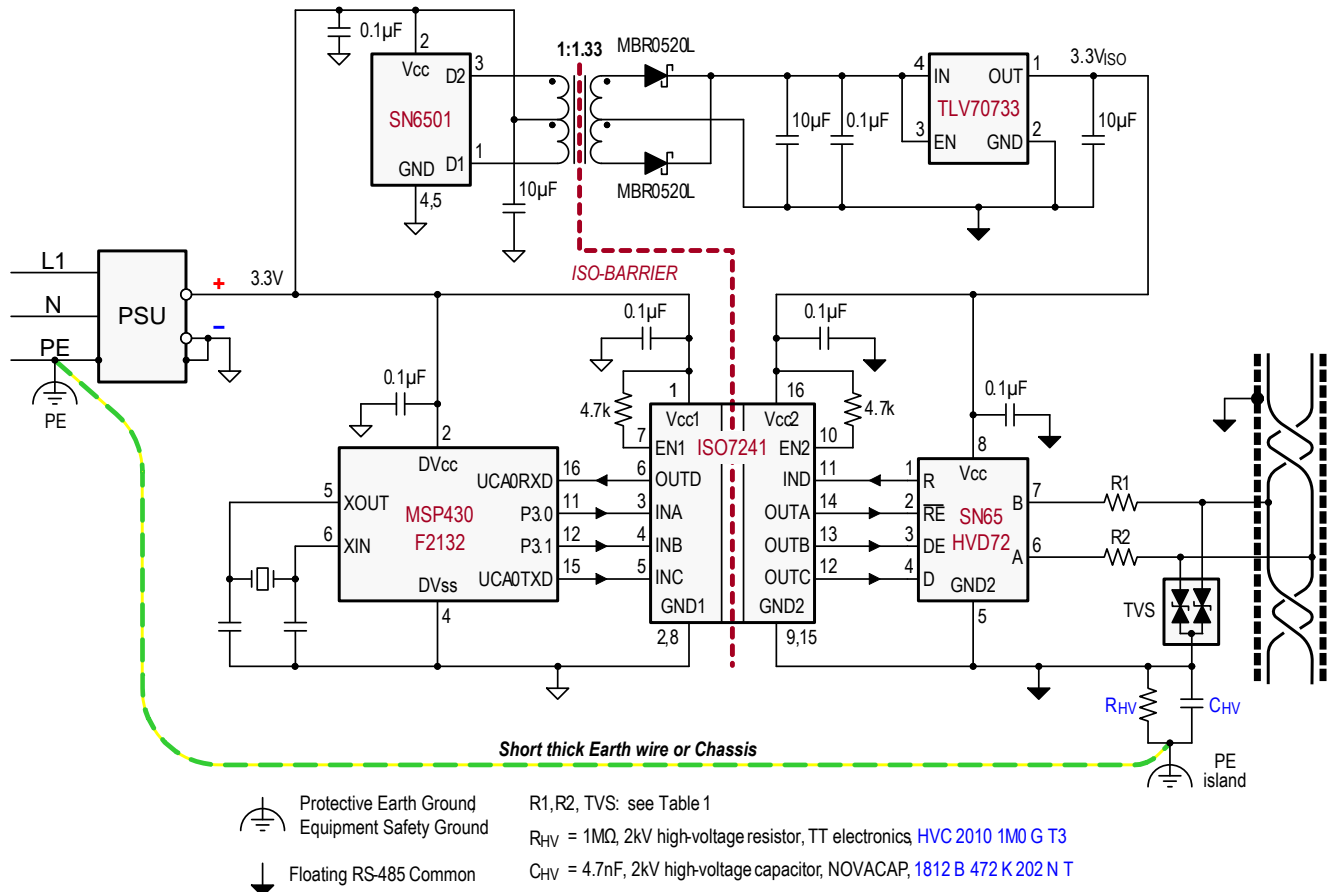 0.1µF
2
Vcc
D2
3
SN6501
D1
1
GND
4,5
10µF
1:1.33
MBR0520L
MBR0520L
10µF
0.1µF
4
IN
OUT
1
TLV70733
3
EN
GND
2
3.3VISO
10µF
ISO-BARRIER
L1
N
PE
PSU
+
–
3.3V
PE
0.1µF
2
DVcc
5
XOUT
6
XIN
MSP430
F2132
UCA0RXD
16
P3.0
11
P3.1
12
UCA0TXD
15
DVss
4
0.1µF
4.7k
1
Vcc1
7
EN1
6
OUTD
3
INA
4
INB
5
INC
GND1
2,8
ISO7241
0.1µF
4.7k
16
Vcc2
EN2
10
IND
11
OUTA
14
OUTB
13
OUTC
12
GND2
9,15
0.1µF
8
Vcc
1
R
2
RE
3
DE
4
D
SN65
HVD72
B
7
A
6
GND2
5
R1
R2
TVS
RHV
CHV
PE
island
Short thick Earth wire or Chassis
Protective Earth Ground
Equipment Safety Ground
Floating RS-485 Common
R1,R2, TVS: see Table 1
RHV = 1MΩ, 2kV high-voltage resistor, TT electronics, HVC 2010 1M0 G T3
CHV = 4.7nF, 2kV high-voltage capacitor, NOVACAP, 1812 B 472 K 202 N T